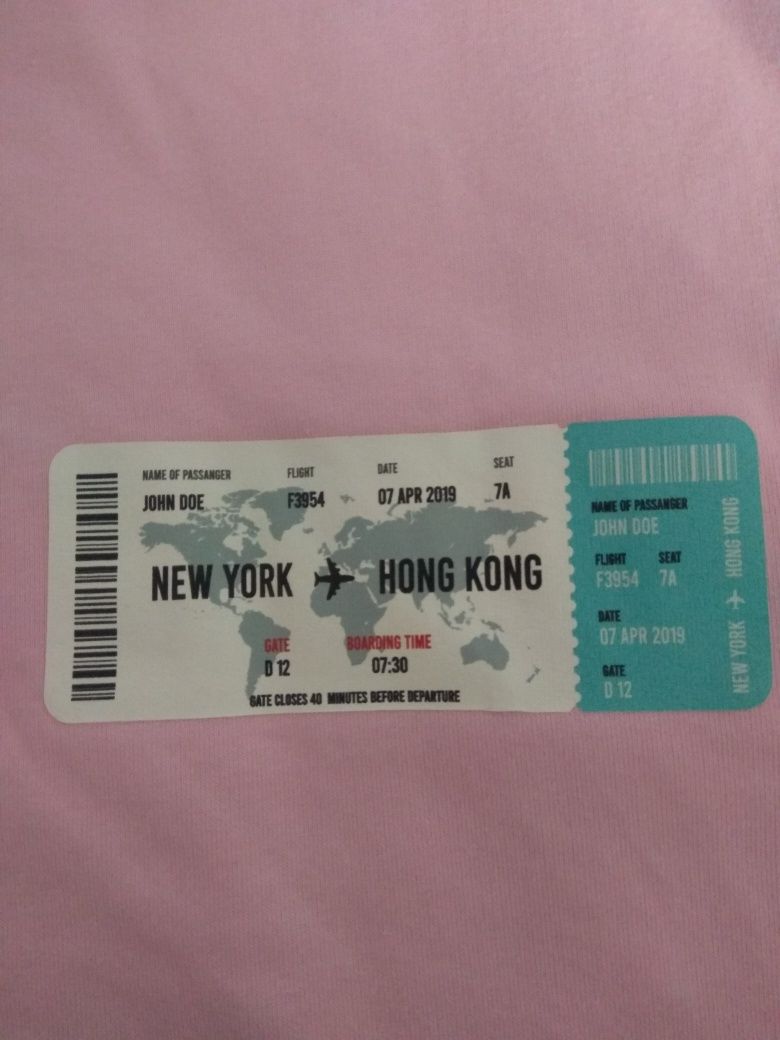 NAME OF PASSANGER FLIGHT DATE SEAT
JOHN DOE F3954 07 APR 2019 7A
NEW YORK HONG KONG
GATE BOARDING TIME
D 12 07:30
GATE CLOSES 40 MINUTES BEFORE DEPARTURE
NAME OF PASSANGER
JOHN DOE
FLIGHT SEAT
F3954 7A
DATE
07 APR 2019
GATE
D 12
NEW YORK HONG KONG